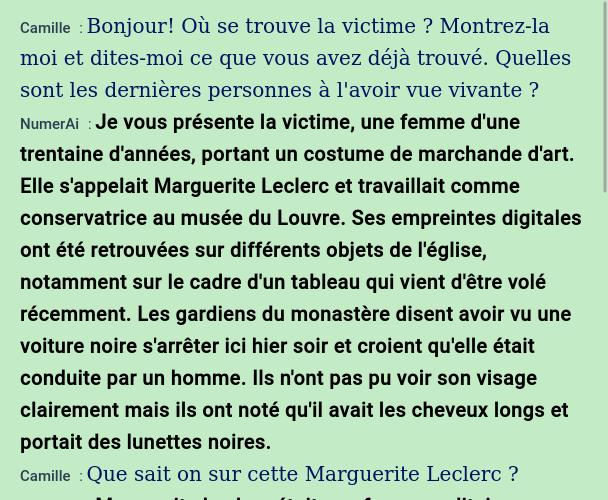 Camille : Bonjour! Où se trouve la victime ? Montrez-la
moi et dites-moi ce que vous avez déjà trouvé. Quelles
sont les dernières personnes à l'avoir vue vivante ?
NumerAi : Je vous présente la victime, une femme d'une
trentaine d'années, portant un costume de marchande d'art.
Elle s'appelait Marguerite Leclerc et travaillait comme
conservatrice au musée du Louvre. Ses empreintes digitales
ont été retrouvées sur différents objets de l'église,
notamment sur le cadre d'un tableau qui vient d'être volé
récemment. Les gardiens du monastère disent avoir vu une
voiture noire s'arrêter ici hier soir et croient qu'elle était
conduite par un homme. Ils n'ont pas pu voir son visage
clairement mais ils ont noté qu'il avait les cheveux longs et
portait des lunettes noires.
Camille : Que sait on sur cette Marguerite Leclerc ?